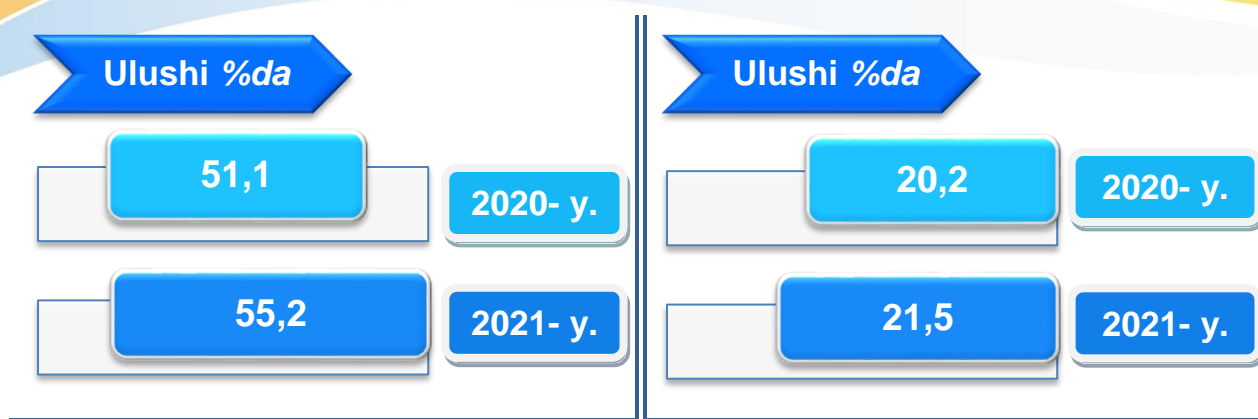 Ulushi %da
51,1
2020- y.
55,2
2021- y.
Ulushi %da
20,2
2020- y.
21,5
2021- y.